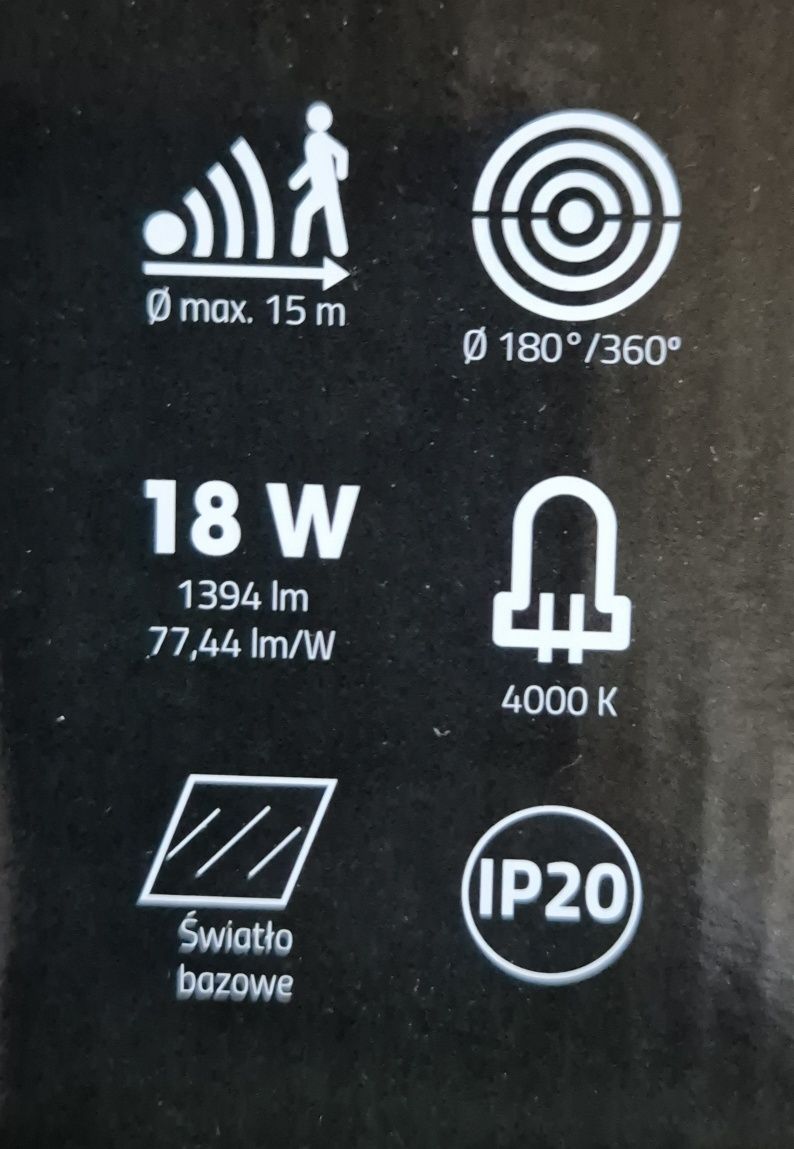 Ø max. 15 m
Ø 180°/360°
18 W
1394 lm
77,44 lm/W
4000 K
Światło
bazowe
IP20